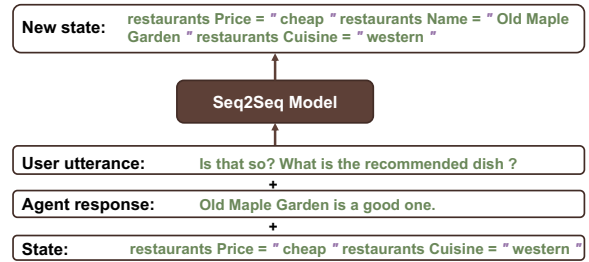 New state: restaurants Price = " cheap " restaurants Name = " Old Maple
Garden " restaurants Cuisine = " western "
Seq2Seq Model
User utterance: Is that so? What is the recommended dish ?
+
Agent response: Old Maple Garden is a good one.
+
State: restaurants Price = " cheap " restaurants Cuisine = " western "